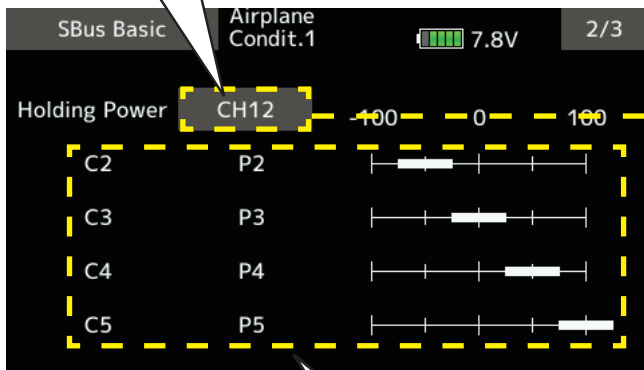 SBus Basic Airplane 2/3
Condit.1 7.8V
Holding Power CH12 -100 0 100
C2 P2
C3 P3
C4 P4
C5 P5